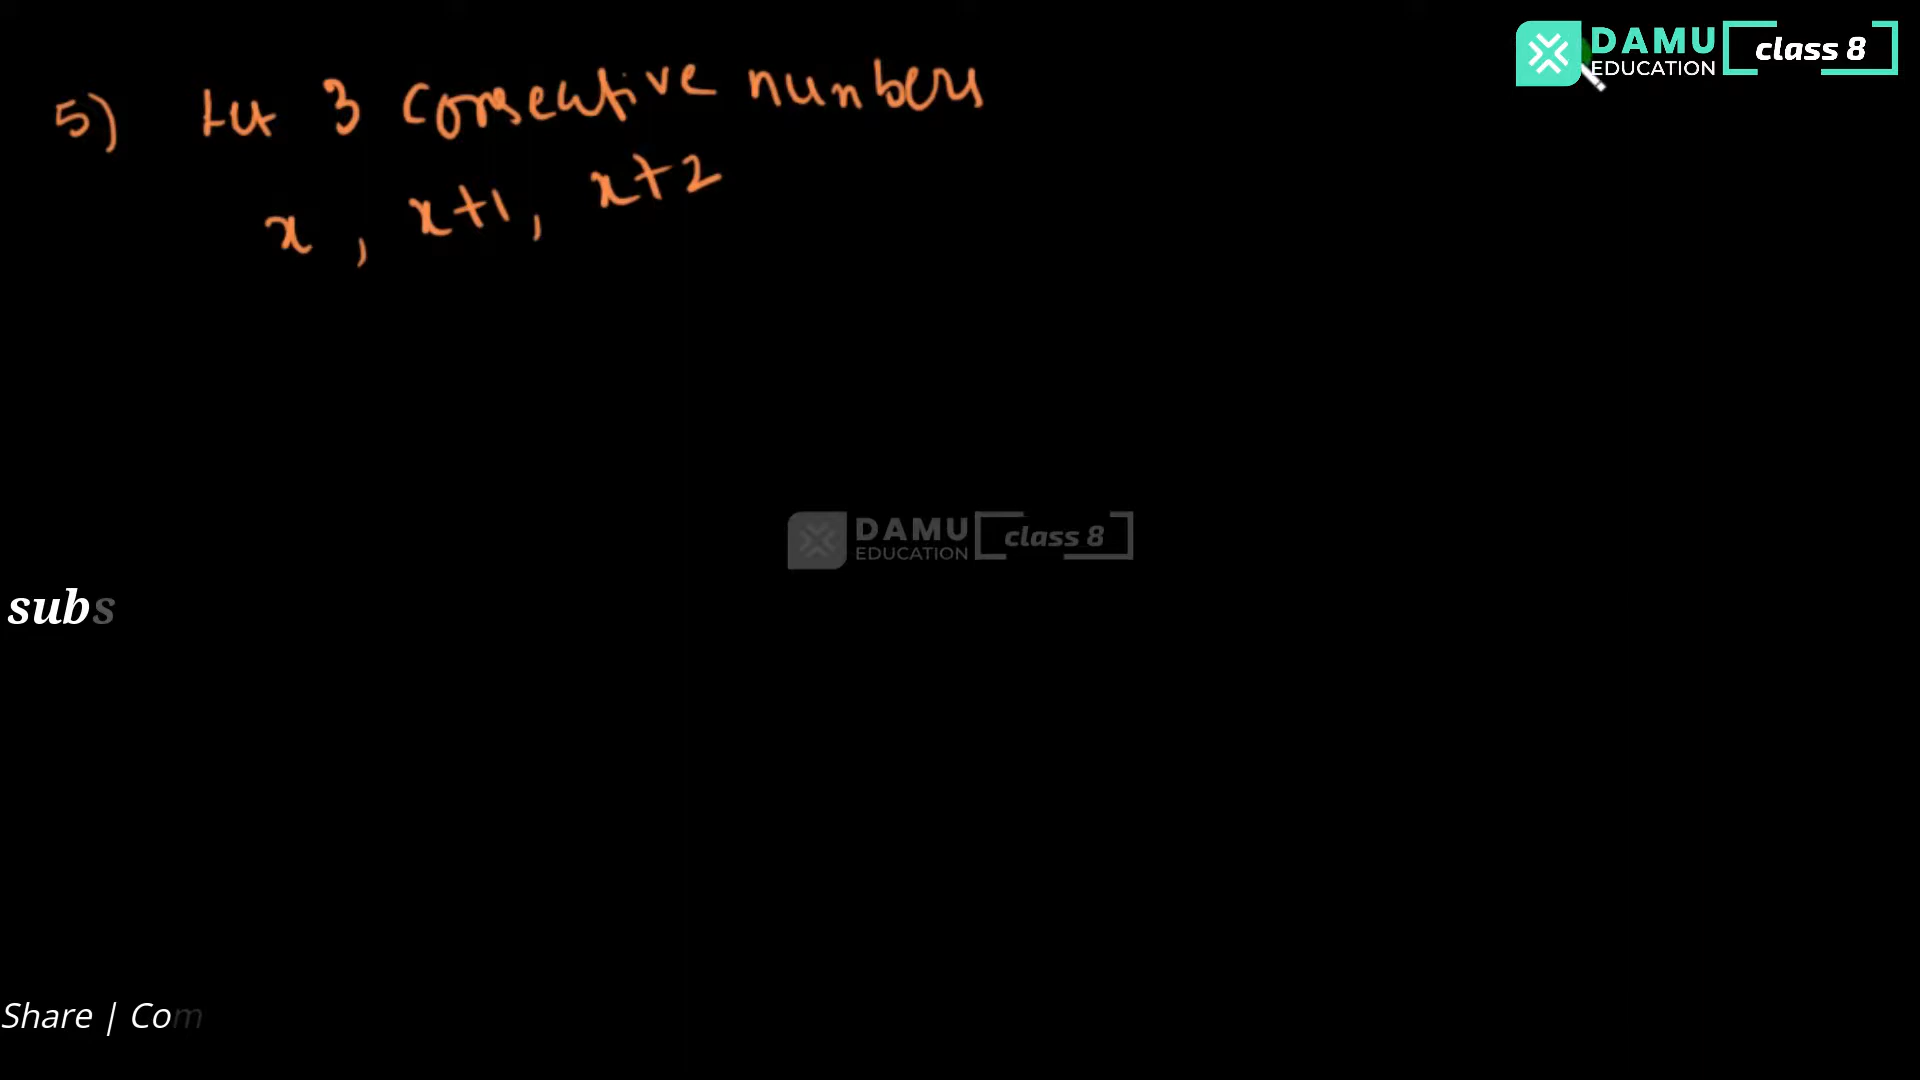 DAMU
EDUCATION
class 8
5) Let 3 consecutive numbers
x , x+1, x+2
DAMU
EDUCATION
class 8
subs
Share | Com